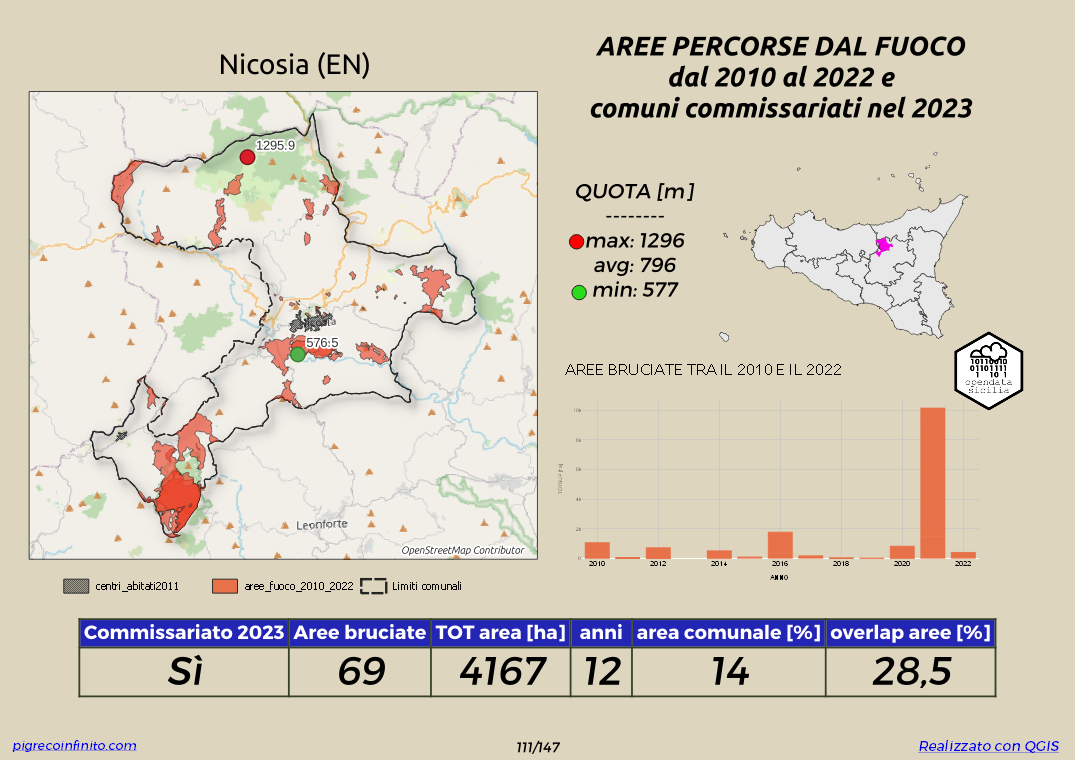 Nicosia (EN)
AREE PERCORSE DAL FUOCO
dal 2010 al 2022 e
comuni commissariati nel 2023
1295.9
576.5
Leonforte
OpenStreetMap Contributor
QUOTA [m]
--------
max: 1296
avg: 796
min: 577
10110010
01101111
1 10 1
opendata
sicilia
AREE BRUCIATE TRA IL 2010 E IL 2022
2010 2012 2014 2016 2018 2020 2022
ANNO
centri_abitati2011 aree_fuoco_2010_2022 Limiti comunali
Commissariato 2023 Aree bruciate TOT area [ha] anni area comunale [%] overlap aree [%]
Sì 69 4167 12 14 28,5
pigrecoinfinito.com 111/147 Realizzato con QGIS